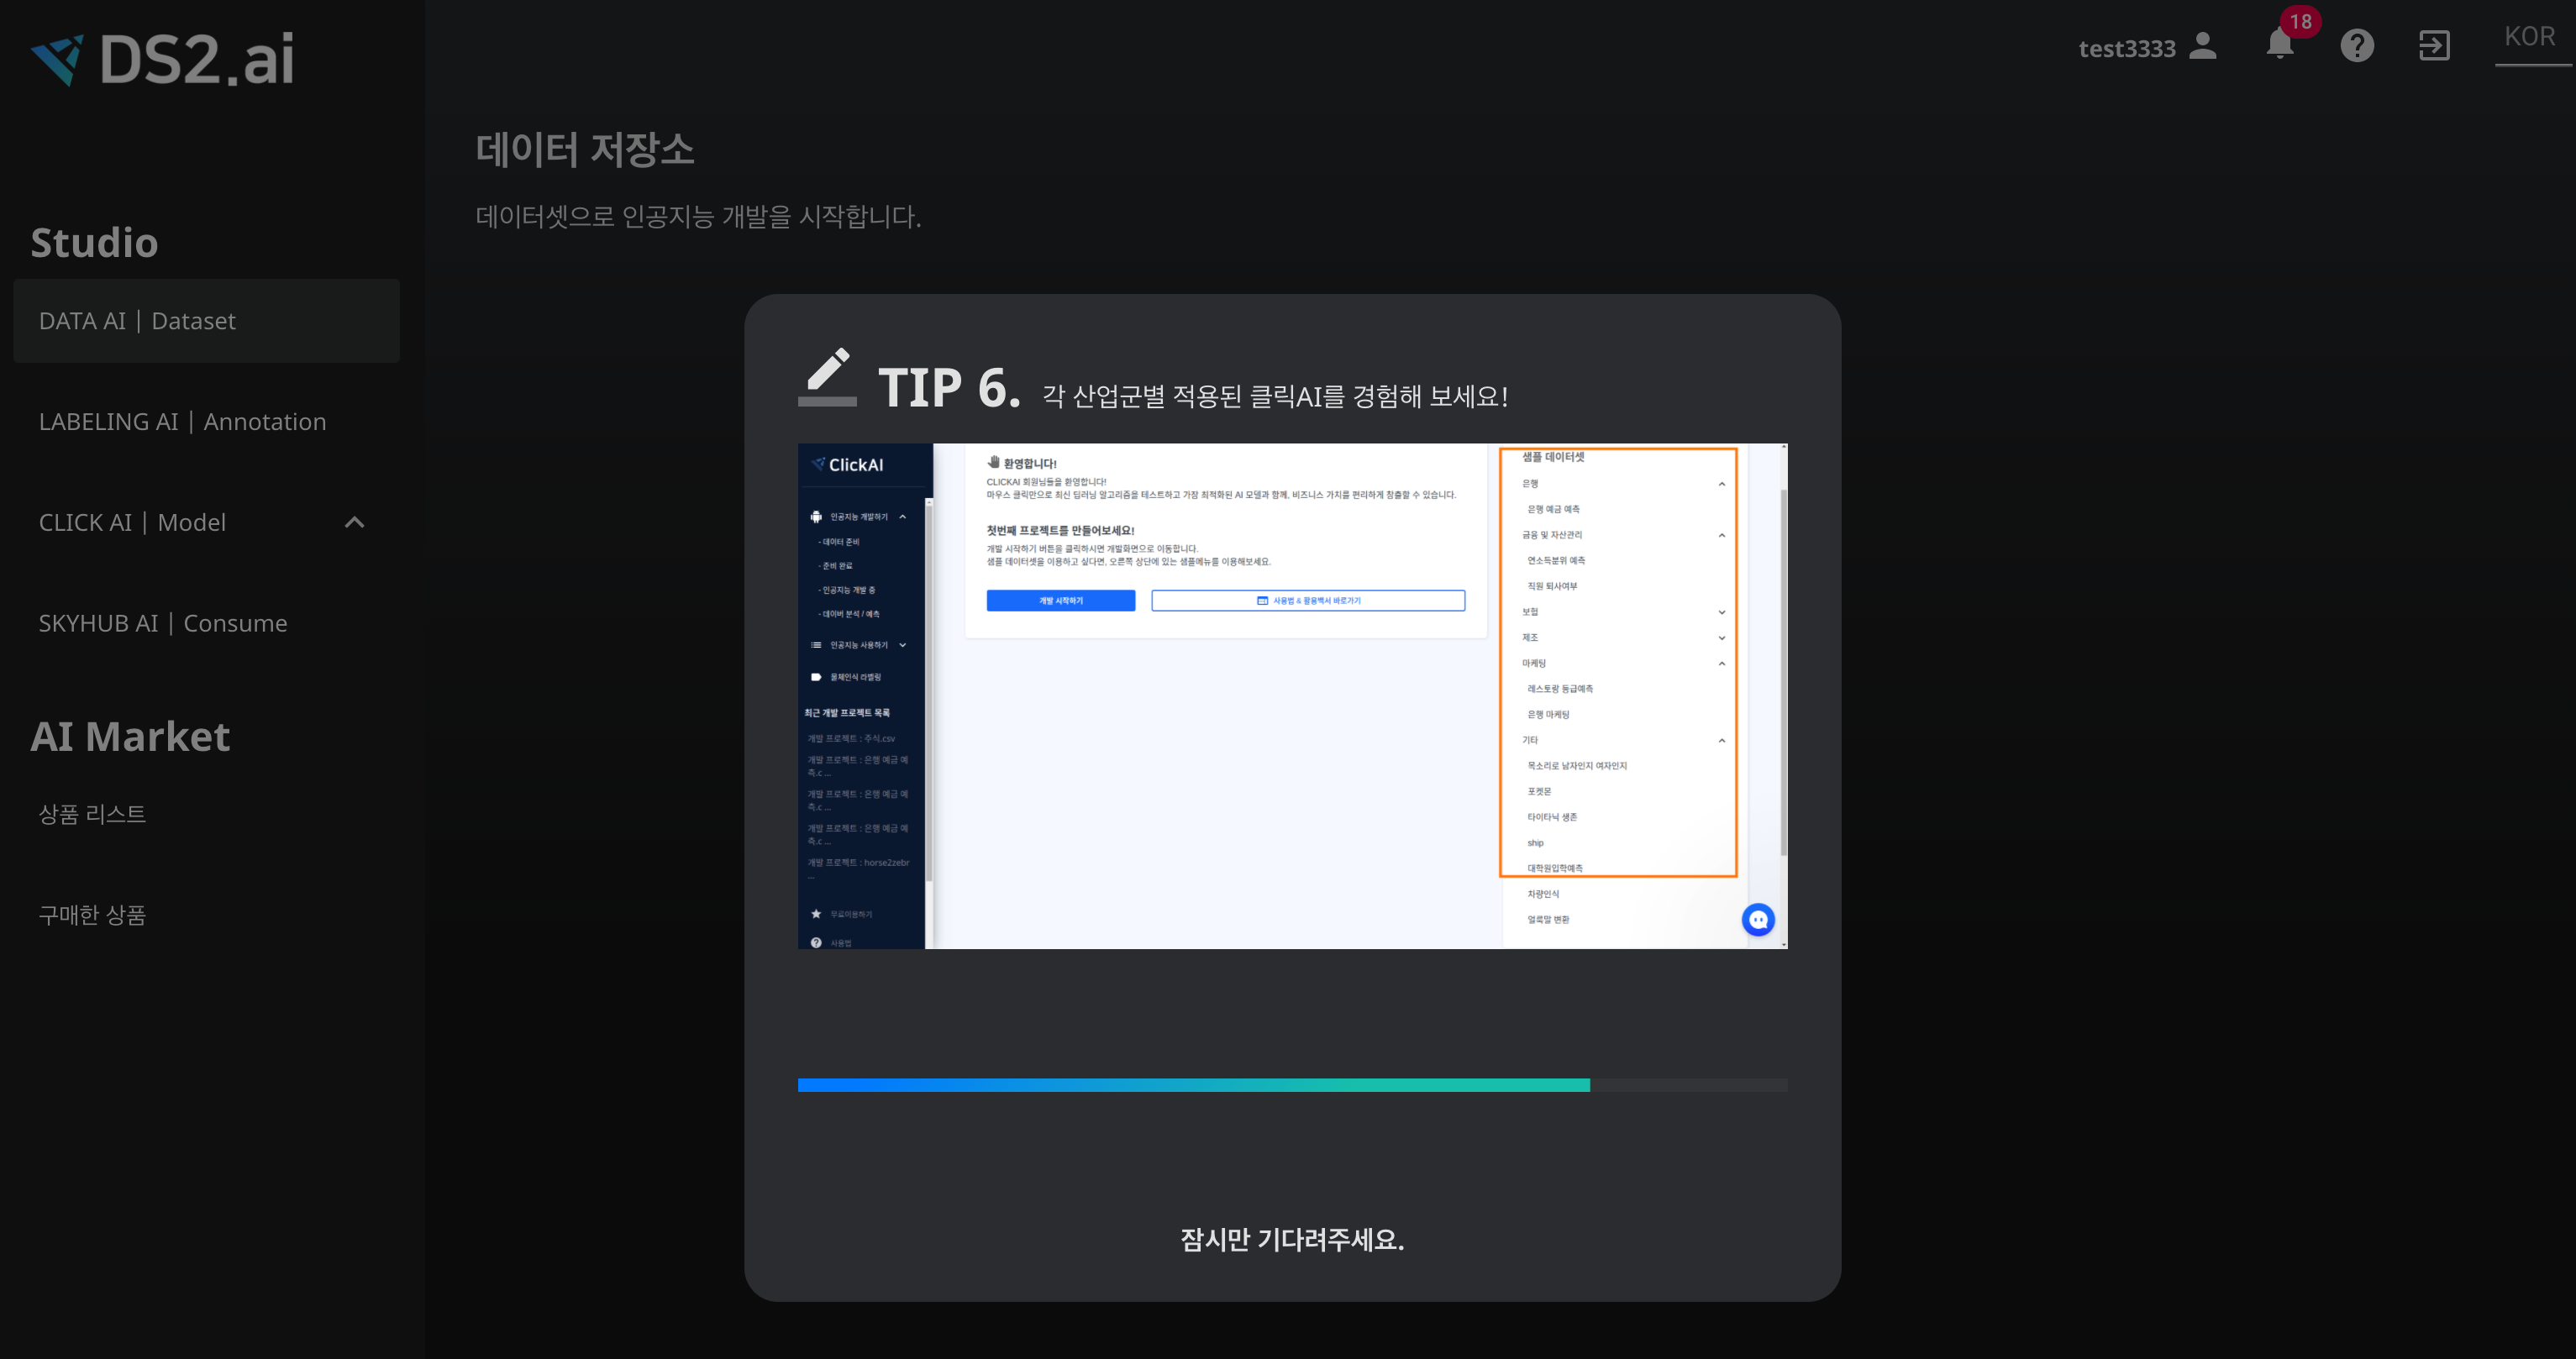 DS2.ai
test3333
18
KOR
Studio
DATA AI | Dataset
LABELING AI | Annotation
CLICK AI | Model
SKYHUB AI | Consume
AI Market
상품 리스트
구매한 상품
데이터 저장소
데이터셋으로 인공지능 개발을 시작합니다.
TIP 6. 각 산업군별 적용된 클릭AI를 경험해 보세요!
ClickAI
인공지능 개발하기
- 데이터 준비
- 준비 완료
- 인공지능 개발 중
- 데이버 분석 / 예측
인공지능 사용하기
물체인식 라벨링
최근 개발 프로젝트 목록
개발 프로젝트 : 주식.csv
개발 프로젝트 : 은행 예금 예
측.c ...
개발 프로젝트 : 은행 예금 예
측.c ...
개발 프로젝트 : 은행 예금 예
측.c ...
개발 프로젝트 : horse2zebr
...
무료이용하기
사용법
환영합니다!
CLICKAI 회원님들을 환영합니다!
마우스 클릭만으로 최신 딥러닝 알고리즘을 테스트하고 가장 최적화된 AI 모델과 함께, 비즈니스 가치를 편리하게 창출할 수 있습니다.
첫번째 프로젝트를 만들어보세요!
개발 시작하기 버튼을 클릭하시면 개발화면으로 이동합니다.
샘플 데이터셋을 이용하고 싶다면, 오른쪽 상단에 있는 샘플메뉴를 이용해보세요.
개발 시작하기
사용법 & 활용백서 바로가기
샘플 데이터셋
은행
은행 예금 예측
금융 및 자산관리
연소득분위 예측
직원 퇴사여부
보험
제조
마케팅
레스토랑 등급예측
은행 마케팅
기타
목소리로 남자인지 여자인지
포켓몬
타이타닉 생존
ship
대학원입학예측
차량인식
얼룩말 변환
잠시만 기다려주세요.